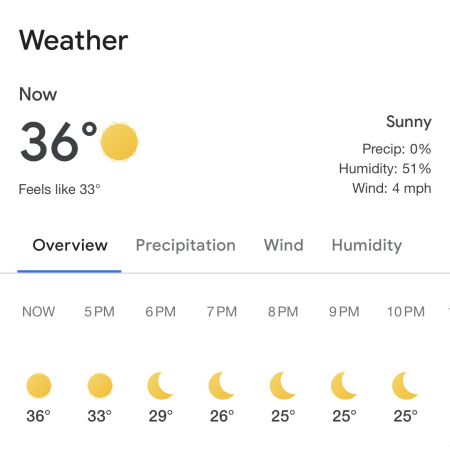 Weather
Now
36°
Feels like 33°
Sunny
Precip: 0%
Humidity: 51%
Wind: 4 mph
Overview Precipitation Wind Humidity
NOW 5 PM 6 PM 7 PM 8 PM 9 PM 10 PM
36° 33° 29° 26° 25° 25° 25°